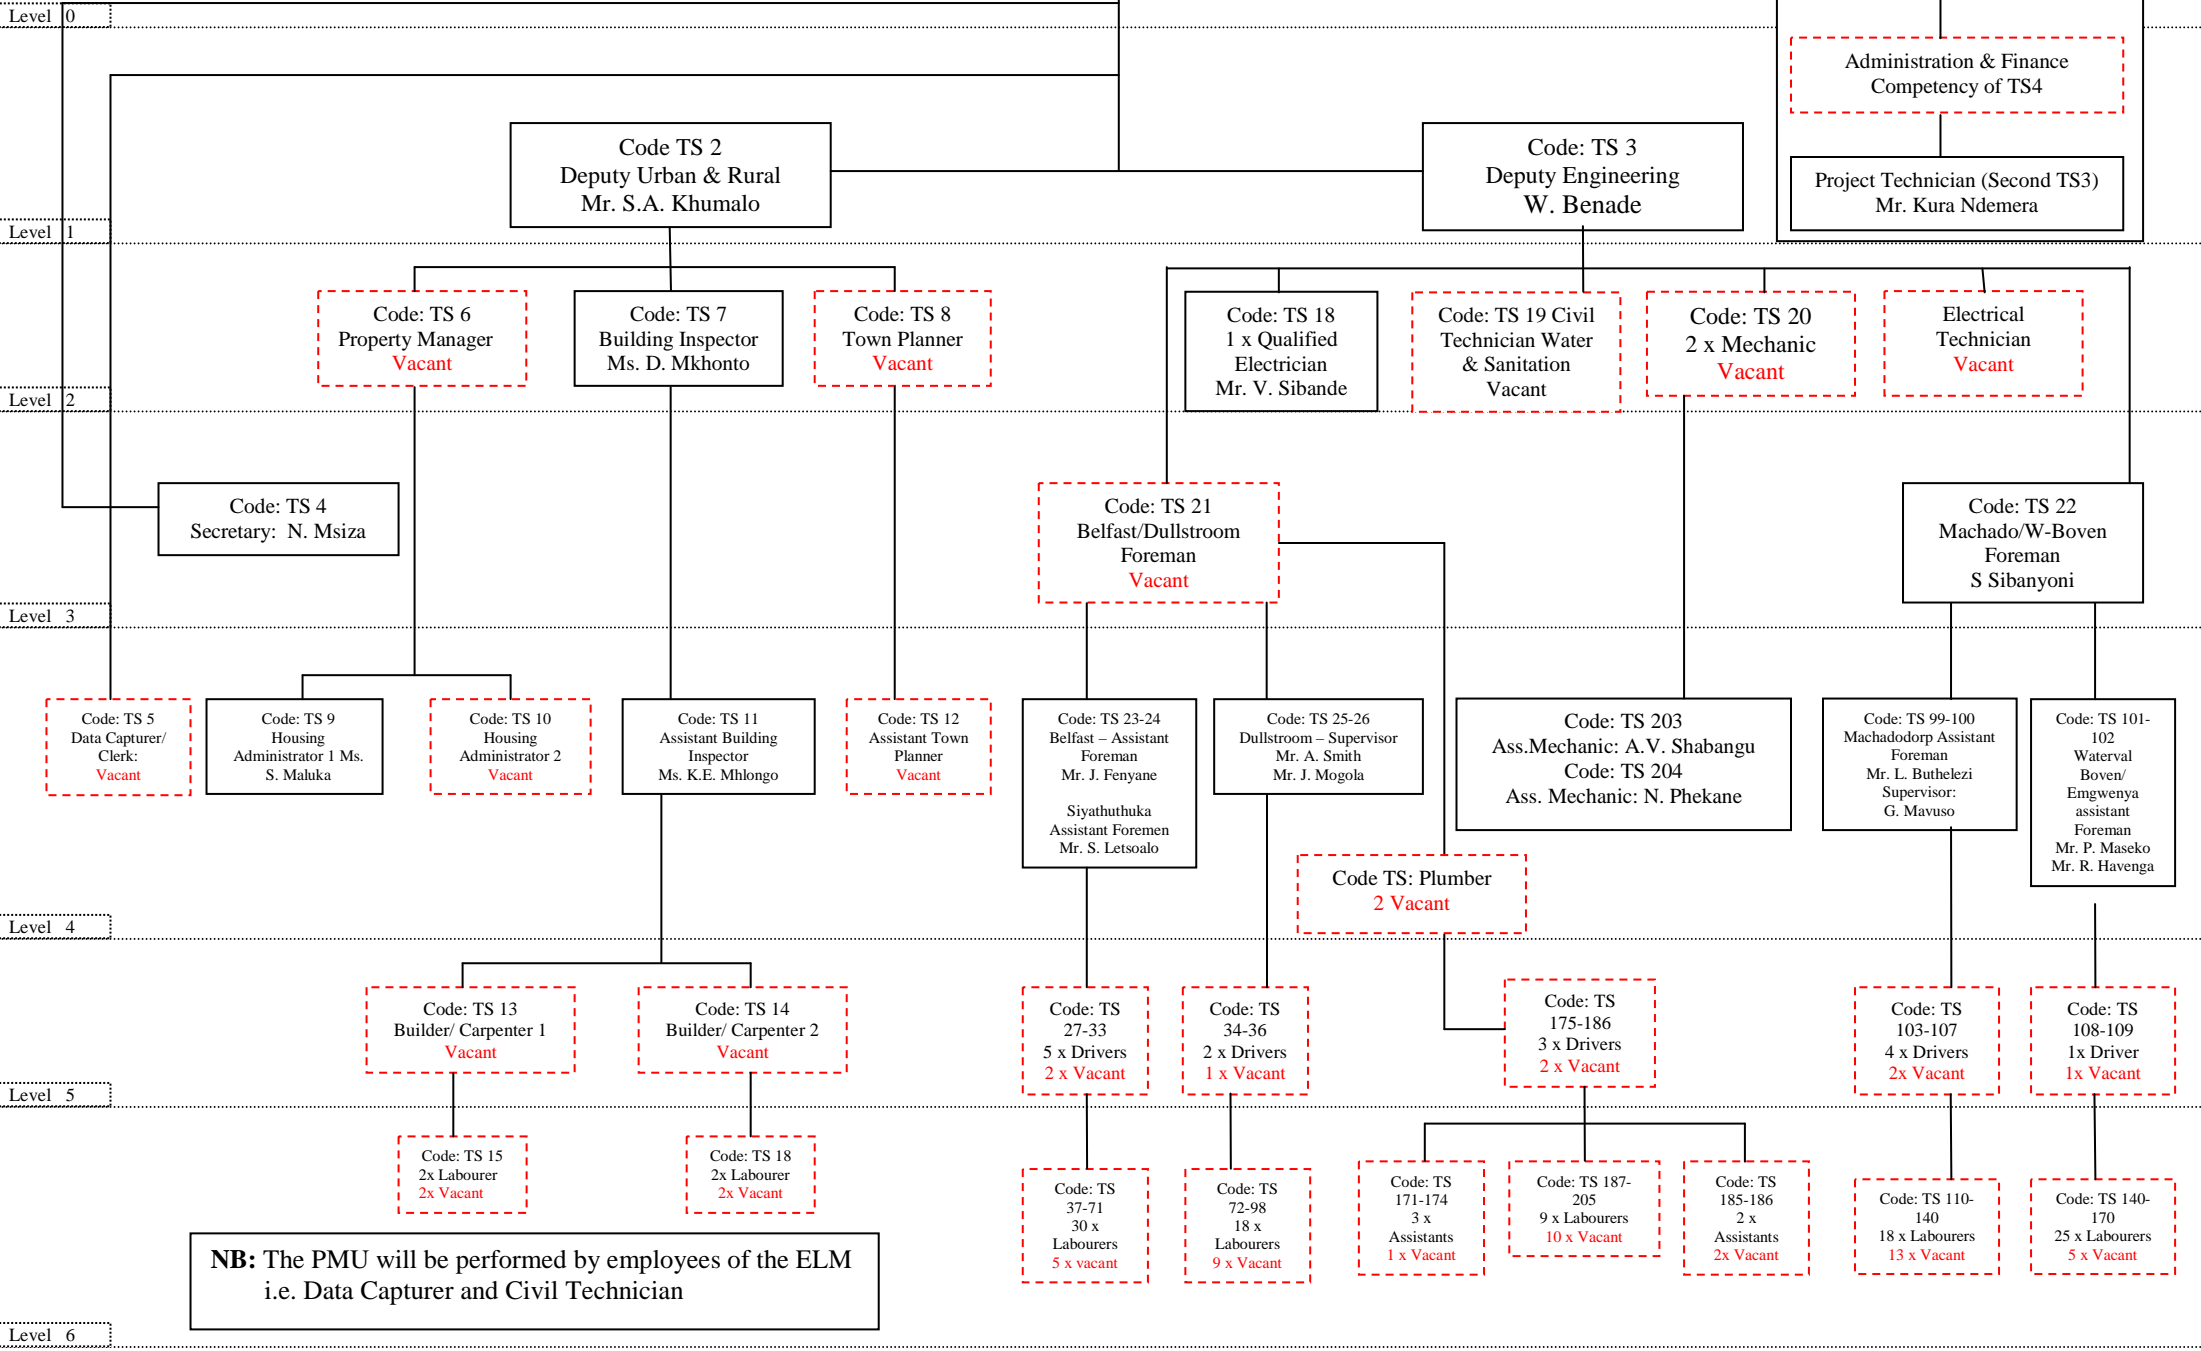 Level 0
Administration & Finance
Competency of TS4
Code TS 2
Deputy Urban & Rural
Mr. S.A. Khumalo
Code: TS 3
Deputy Engineering
W. Benade
Project Technician (Second TS3)
Mr. Kura Ndemera
Level 1
Code: TS 6
Property Manager
Vacant
Code: TS 7
Building Inspector
Ms. D. Mkhonto
Code: TS 8
Town Planner
Vacant
Code: TS 18
1 x Qualified
Electrician
Mr. V. Sibande
Code: TS 19 Civil
Technician Water
& Sanitation
Vacant
Code: TS 20
2 x Mechanic
Vacant
Electrical
Technician
Vacant
Level 2
Code: TS 4
Secretary: N. Msiza
Code: TS 21
Belfast/Dullstroom
Foreman
Vacant
Code: TS 22
Machado/W-Boven
Foreman
S Sibanyoni
Level 3
Code: TS 5
Data Capturer/
Clerk:
Vacant
Code: TS 9
Housing
Administrator 1 Ms.
S. Maluka
Code: TS 10
Housing
Administrator 2
Vacant
Code: TS 11
Assistant Building
Inspector
Ms. K.E. Mhlongo
Code: TS 12
Assistant Town
Planner
Vacant
Code: TS 23-24
Belfast – Assistant
Foreman
Mr. J. Fenyane
Siyathuthuka
Assistant Foremen
Mr. S. Letsoalo
Code: TS 25-26
Dullstroom – Supervisor
Mr. A. Smith
Mr. J. Mogola
Code: TS 203
Ass.Mechanic: A.V. Shabangu
Code: TS 204
Ass. Mechanic: N. Phekane
Code: TS 99-100
Machadodorp Assistant
Foreman
Mr. L. Buthelezi
Supervisor:
G. Mavuso
Code: TS 101-
102
Waterval
Boven/
Emgwenya
assistant
Foreman
Mr. P. Maseko
Mr. R. Havenga
Code TS: Plumber
2 Vacant
Level 4
Code: TS 13
Builder/ Carpenter 1
Vacant
Code: TS 14
Builder/ Carpenter 2
Vacant
Code: TS
27-33
5 x Drivers
2 x Vacant
Code: TS
34-36
2 x Drivers
1 x Vacant
Code: TS
175-186
3 x Drivers
2 x Vacant
Code: TS
103-107
4 x Drivers
2x Vacant
Code: TS
108-109
1x Driver
1x Vacant
Level 5
Code: TS 15
2x Labourer
2x Vacant
Code: TS 18
2x Labourer
2x Vacant
Code: TS
37-71
30 x
Labourers
5 x vacant
Code: TS
72-98
18 x
Labourers
9 x Vacant
Code: TS
171-174
3 x
Assistants
1 x Vacant
Code: TS 187-
205
9 x Labourers
10 x Vacant
Code: TS
185-186
2 x
Assistants
2x Vacant
Code: TS 110-
140
18 x Labourers
13 x Vacant
Code: TS 140-
170
25 x Labourers
5 x Vacant
NB: The PMU will be performed by employees of the ELM
i.e. Data Capturer and Civil Technician
Level 6